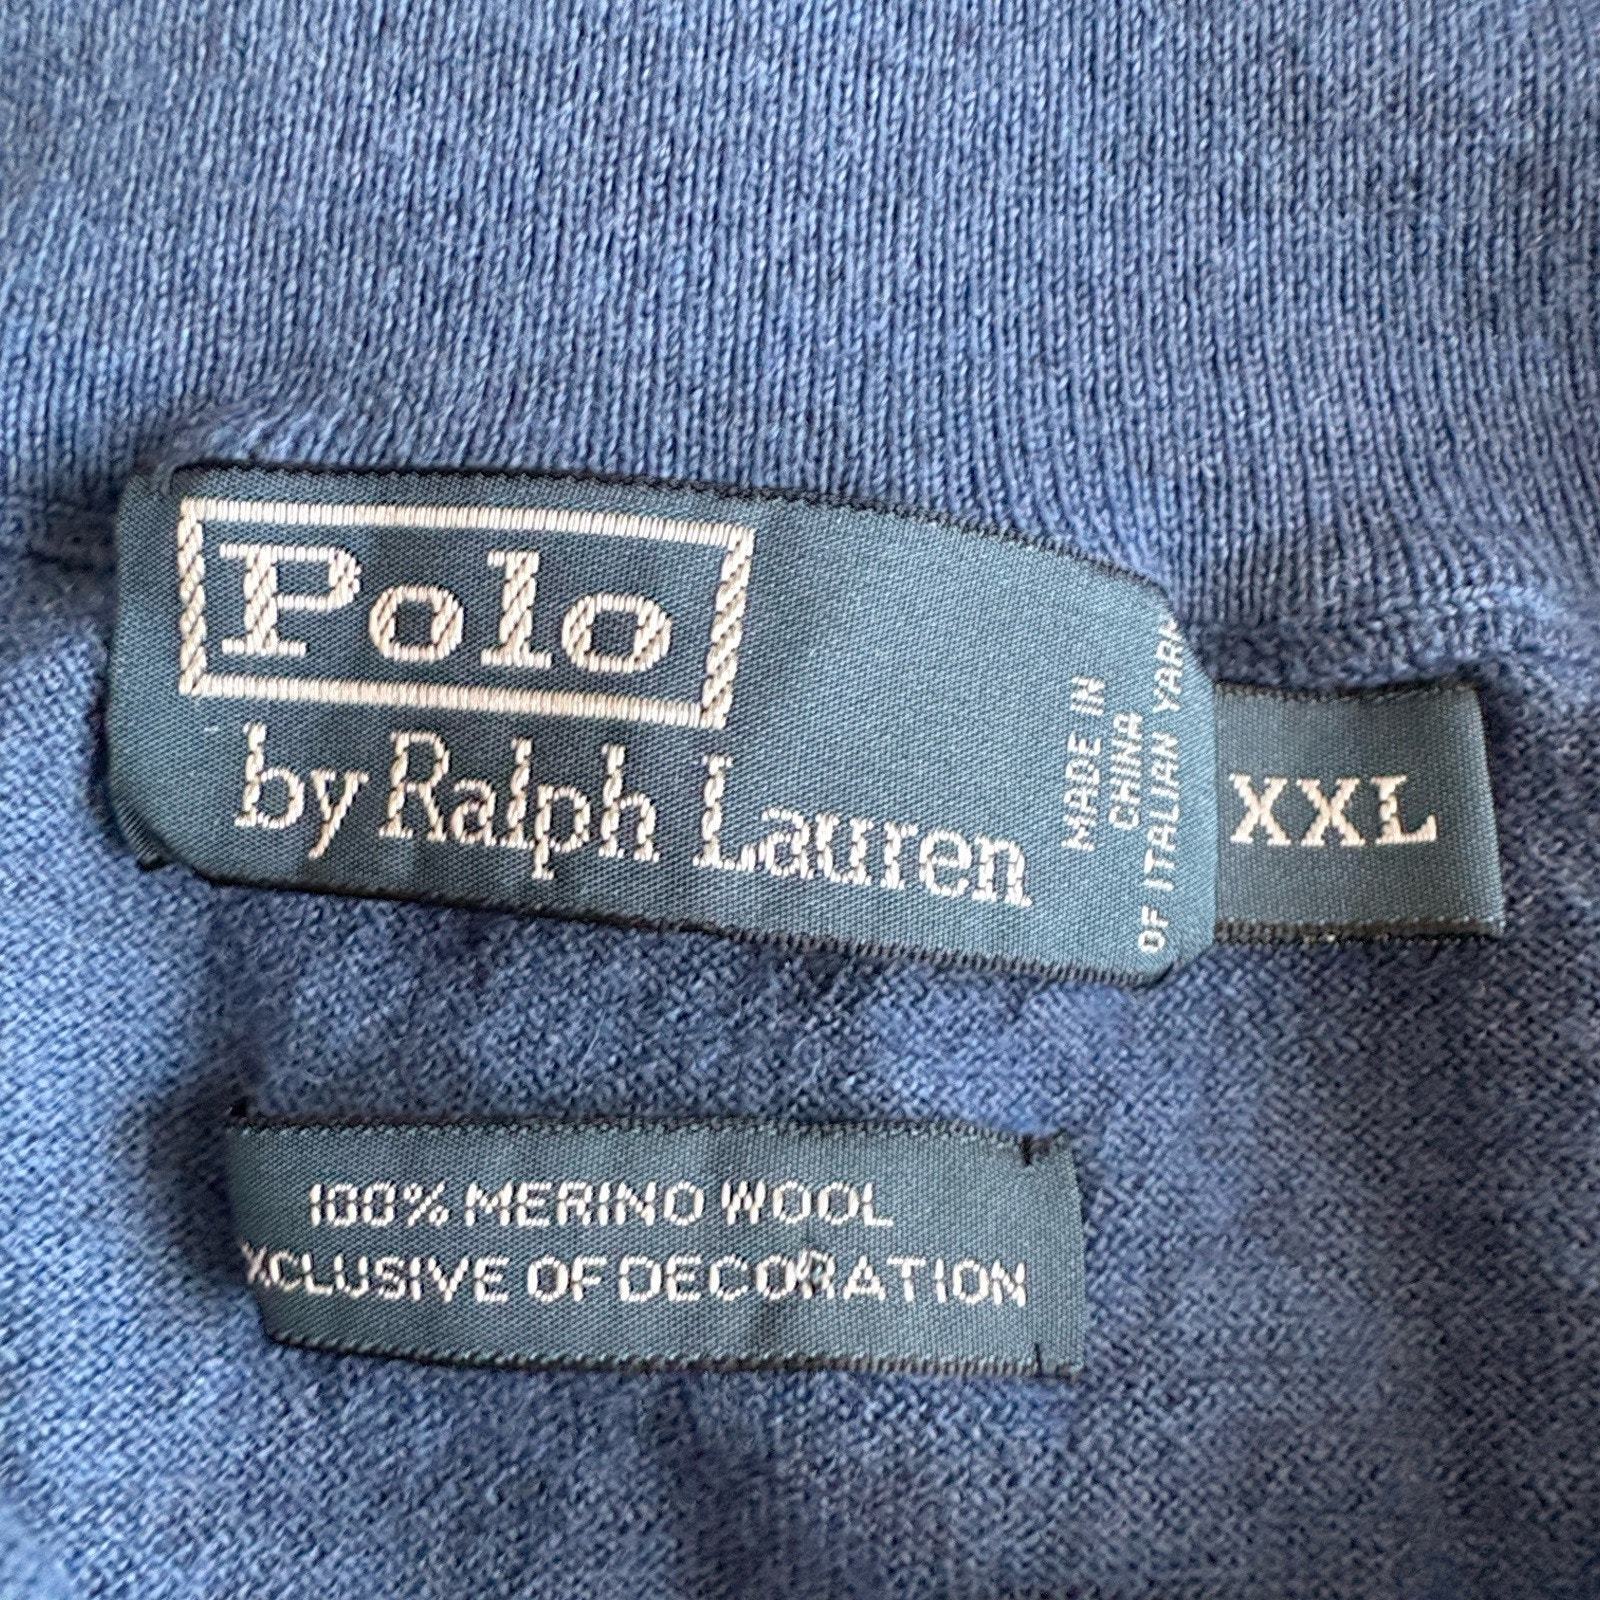 Polo
by Ralph Lauren
MADE IN
CHINA
OF ITALIAN YARN
XXL
100% MERINO WOOL
XCLUSIVE OF DECORATION